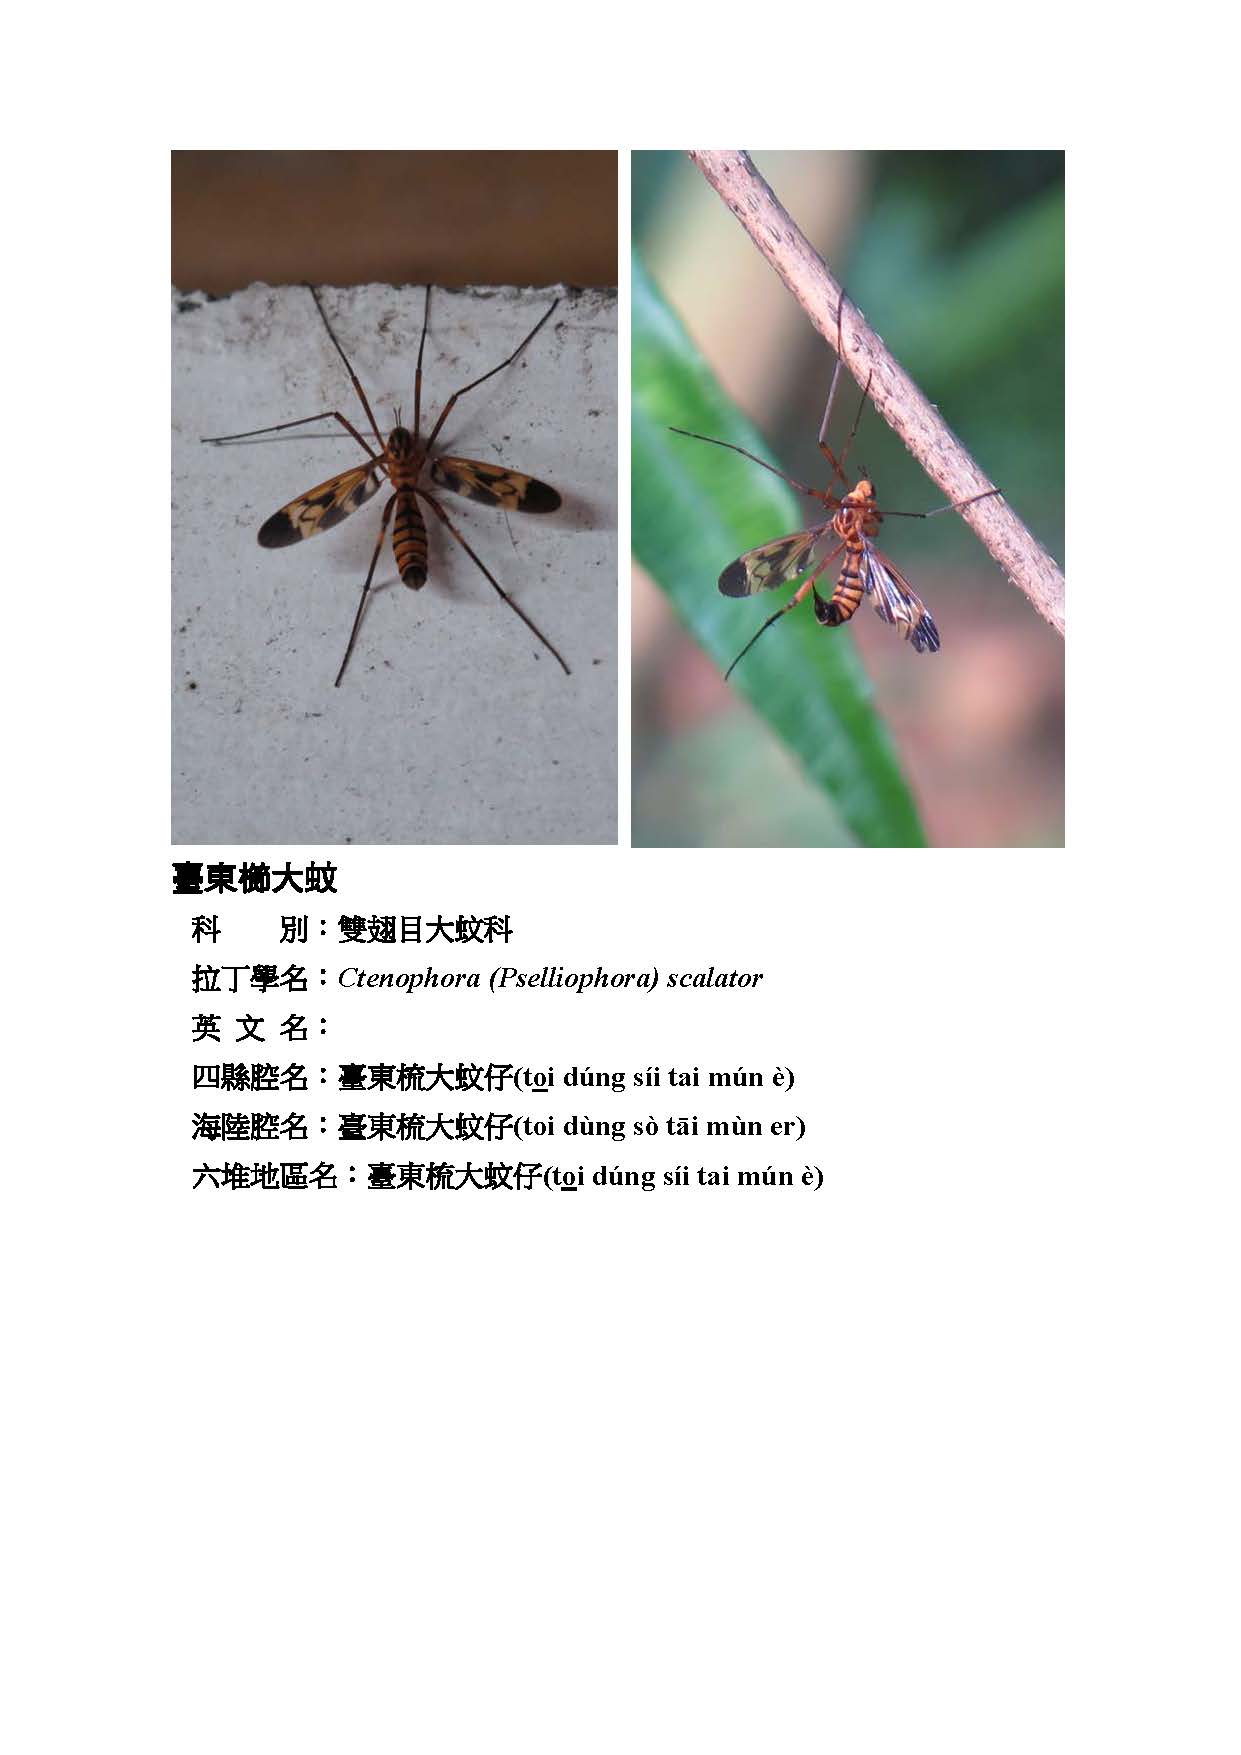 臺東櫛大蚊
科　　別：雙翅目大蚊科
拉丁學名：Ctenophora (Pselliophora) scalator
英 文 名：
四縣腔名：臺東梳大蚊仔(toi dúng síi tai mún è)
海陸腔名：臺東梳大蚊仔(toi dùng sò tāi mùn er)
六堆地區名：臺東梳大蚊仔(toi dúng síi tai mún è)